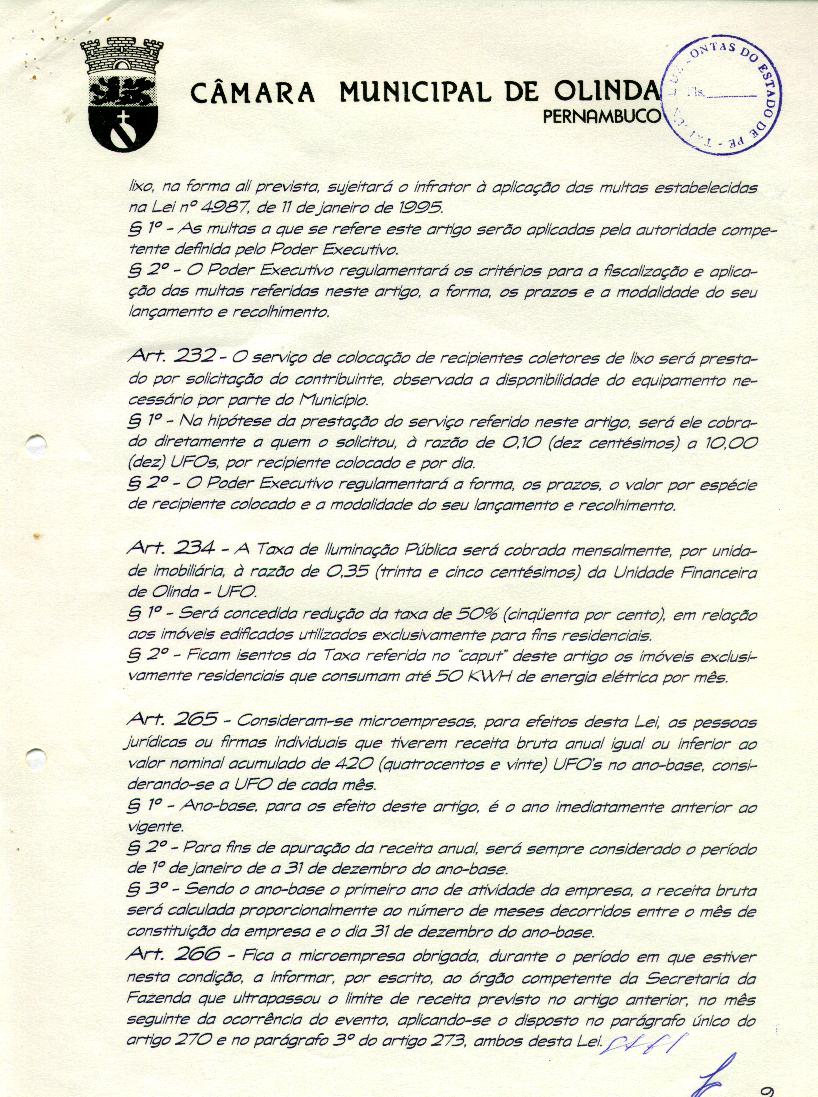 CÂMARA MUNICIPAL DE OLINDA
PERNAMBUCO
CONTAS DO ESTADO DE PE -
Fls.
lixo, na forma ali prevista, sujeitará o infrator à aplicação das multas estabelecidas
na Lei nº 4987, de 11 de janeiro de 1995.
§ 1º - As multas a que se refere este artigo serão aplicadas pela autoridade compe-
tente definida pelo Poder Executivo.
§ 2º - O Poder Executivo regulamentará os critérios para a fiscalização e aplica-
ção das multas referidas neste artigo, a forma, os prazos e a modalidade do seu
lançamento e recolhimento.
Art. 232 - O serviço de colocação de recipientes coletores de lixo será presta-
do por solicitação do contribuinte, observada a disponibilidade do equipamento ne-
cessário por parte do Município.
§ 1º - Na hipótese da prestação do serviço referido neste artigo, será ele cobra-
do diretamente a quem o solicitou, à razão de 0,10 (dez centésimos) a 10,00
(dez) UFOs, por recipiente colocado e por dia.
§ 2º - O Poder Executivo regulamentará a forma, os prazos, o valor por espécie
de recipiente colocado e a modalidade do seu lançamento e recolhimento.
Art. 234 - A Taxa de Iluminação Pública será cobrada mensalmente, por unida-
de imobiliária, à razão de 0,35 (trinta e cinco centésimos) da Unidade Financeira
de Olinda - UFO.
§ 1º - Será concedida redução da taxa de 50% (cinqüenta por cento), em relação
aos imóveis edificados utilizados exclusivamente para fins residenciais.
§ 2º - Ficam isentos da Taxa referida no "caput" deste artigo os imóveis exclusi-
vamente residenciais que consumam até 50 KWH de energia elétrica por mês.
Art. 265 - Consideram-se microempresas, para efeitos desta Lei, as pessoas
jurídicas ou firmas individuais que tiverem receita bruta anual igual ou inferior ao
valor nominal acumulado de 420 (quatrocentos e vinte) UFO's no ano-base, consi-
derando-se a UFO de cada mês.
§ 1º - Ano-base, para os efeito deste artigo, é o ano imediatamente anterior ao
vigente.
§ 2º - Para fins de apuração da receita anual, será sempre considerado o período
de 1º de janeiro de a 31 de dezembro do ano-base.
§ 3º - Sendo o ano-base o primeiro ano de atividade da empresa, a receita bruta
será calculada proporcionalmente ao número de meses decorridos entre o mês de
constituição da empresa e o dia 31 de dezembro do ano-base.
Art. 266 - Fica a microempresa obrigada, durante o período em que estiver
nesta condição, a informar, por escrito, ao órgão competente da Secretaria da
Fazenda que ultrapassou o limite de receita previsto no artigo anterior, no mês
seguinte da ocorrência do evento, aplicando-se o disposto no parágrafo único do
artigo 270 e no parágrafo 3º do artigo 273, ambos desta Lei.